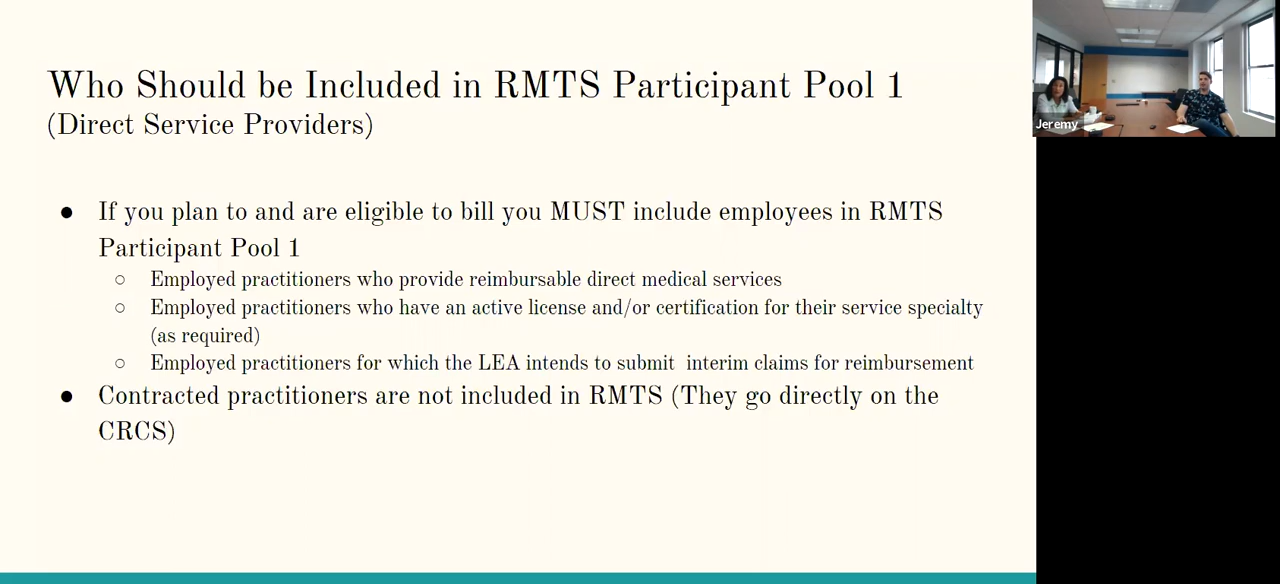 Who Should be Included in RMTS Participant Pool 1
(Direct Service Providers)
● If you plan to and are eligible to bill you MUST include employees in RMTS
Participant Pool 1
○ Employed practitioners who provide reimbursable direct medical services
○ Employed practitioners who have an active license and/or certification for their service specialty
(as required)
○ Employed practitioners for which the LEA intends to submit  interim claims for reimbursement
● Contracted practitioners are not included in RMTS (They go directly on the
CRCS)
Jeremy